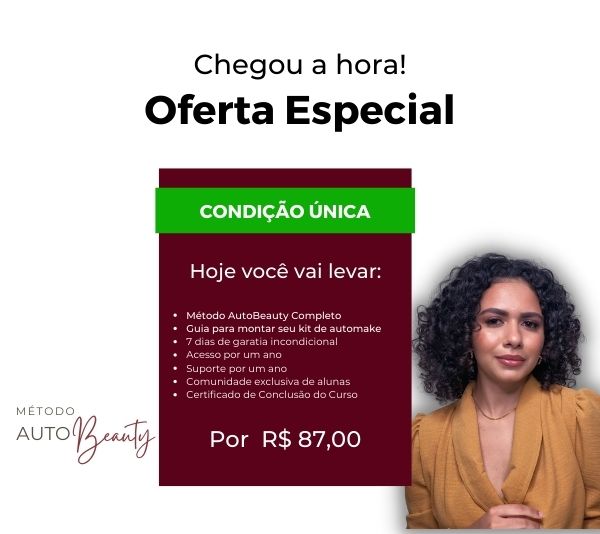 Chegou a hora!
Oferta Especial
CONDIÇÃO ÚNICA
Hoje você vai levar:
• Método AutoBeauty Completo
• Guia para montar seu kit de automake
• 7 dias de garatia incondicional
• Acesso por um ano
• Suporte por um ano
• Comunidade exclusiva de alunas
• Certificado de Conclusão do Curso
Por R$ 87,00
MÉTODO
AUTO Beauty